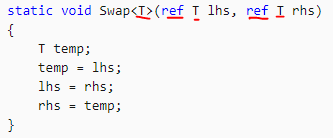 static void Swap<T>(ref T lhs, ref T rhs)
{
    T temp;
    temp = lhs;
    lhs = rhs;
    rhs = temp;
}